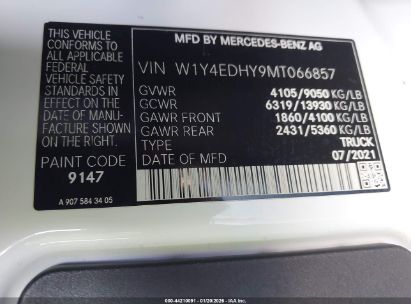 THIS VEHICLE
CONFORMS TO
ALL APPLICABLE
FEDERAL
MOTOR VEHICLE
SAFETY
STANDARDS IN
EFFECT ON THE
DATE OF MANU-
FACTURE SHOWN
ON THE RIGHT.
PAINT CODE
9147
A 907 584 34 05
MFD BY MERCEDES-BENZ AG
VIN W1Y4EDHY9MT066857
GVWR 4105/9050 KG/LB
GCWR 6319/13930 KG/LB
GAWR FRONT 1860/4100 KG/LB
GAWR REAR 2431/5360 KG/LB
TYPE TRUCK
DATE OF MFD 07/2021
000-44210091 - 01/20/2026 - IAA, Inc.